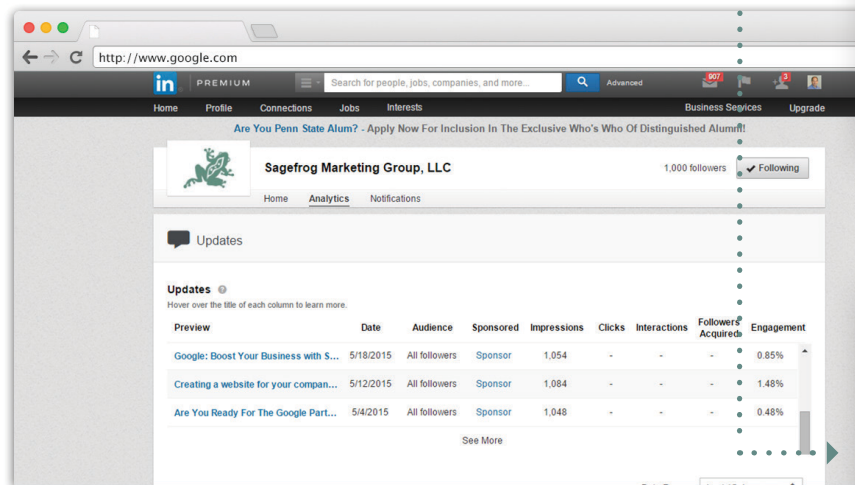 http://www.google.com
in PREMIUM Search for people, jobs, companies, and more... Advanced 907 3
Home Profile Connections Jobs Interests Business Services Upgrade
Are You Penn State Alum? - Apply Now For Inclusion In The Exclusive Who's Who Of Distinguished Alumni!
Sagefrog Marketing Group, LLC 1,000 followers Following
Home Analytics Notifications
Updates
Updates ?
Hover over the title of each column to learn more.
Preview Date Audience Sponsored Impressions Clicks Interactions Followers Acquired Engagement
Google: Boost Your Business with S... 5/18/2015 All followers Sponsor 1,054 - - - 0.85%
Creating a website for your compan... 5/12/2015 All followers Sponsor 1,084 - - - 1.48%
Are You Ready For The Google Part... 5/4/2015 All followers Sponsor 1,048 - - - 0.48%
See More